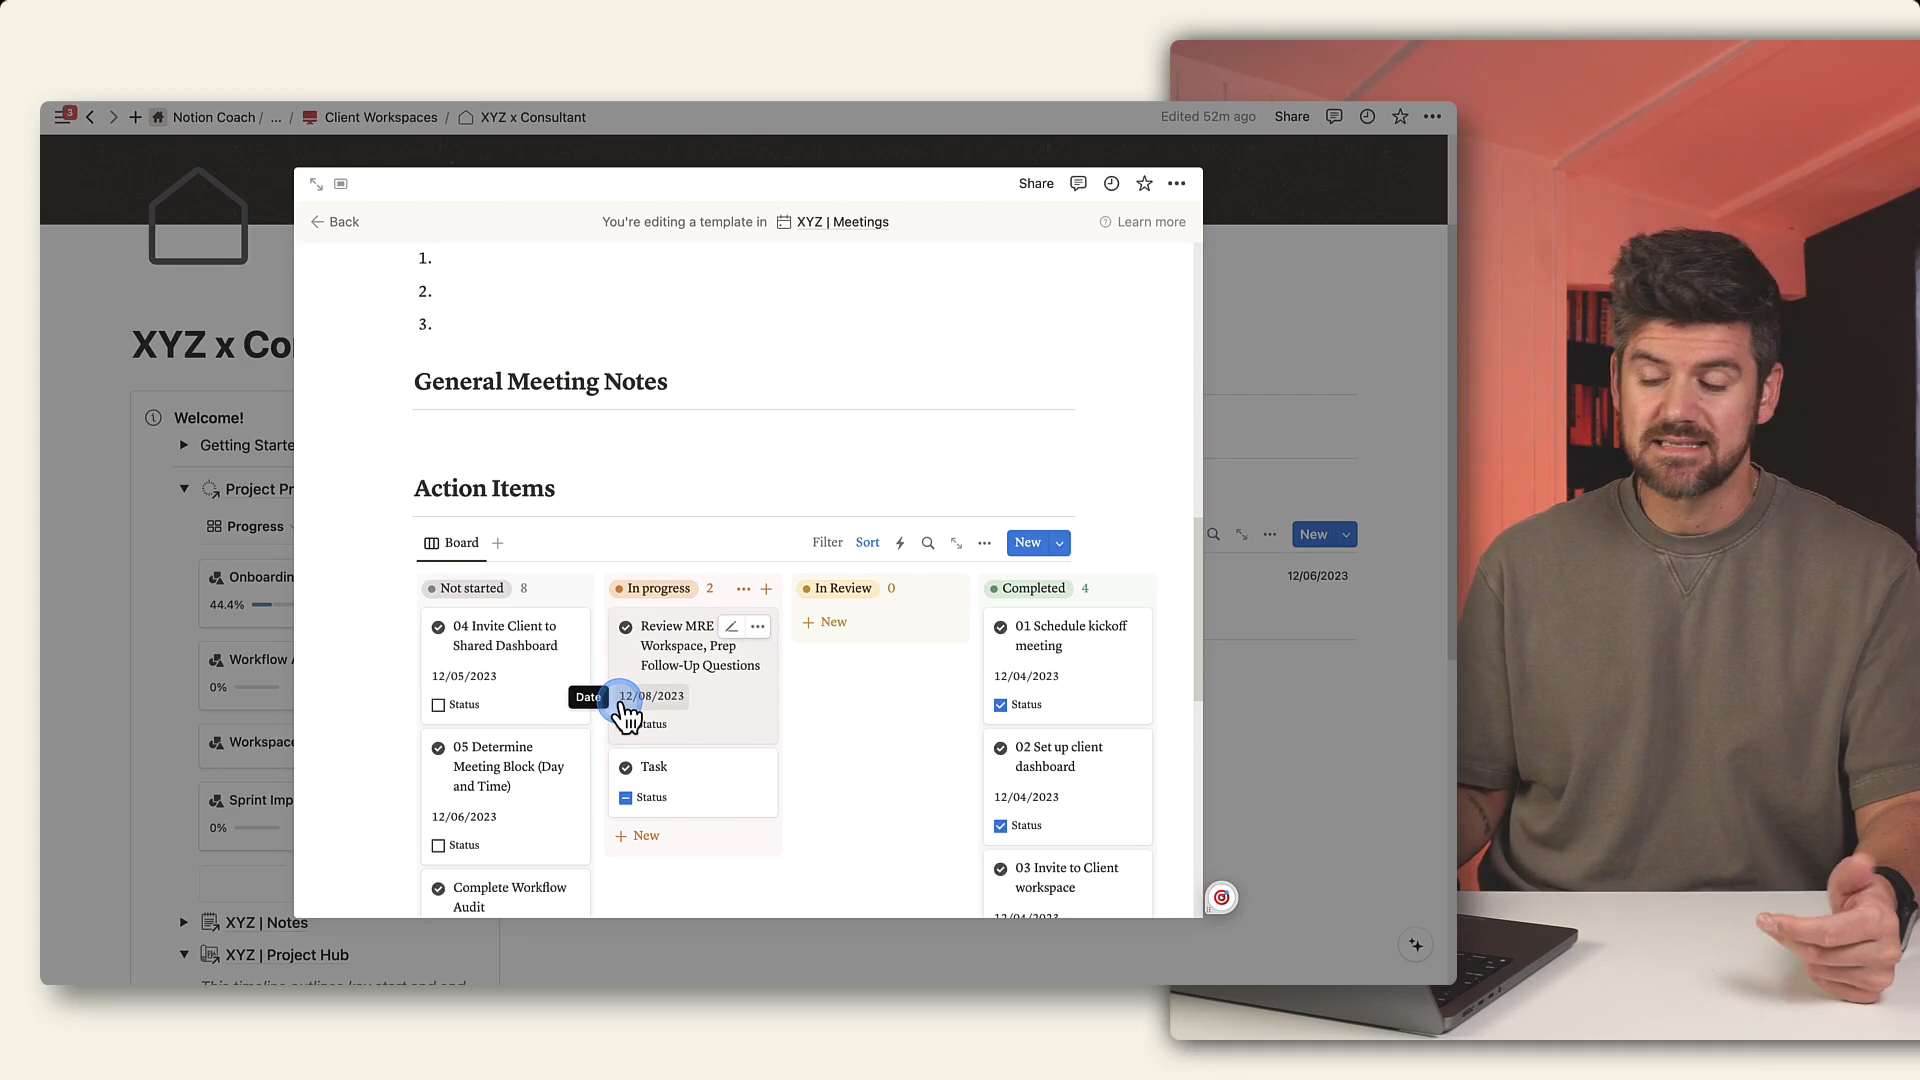 3
Notion Coach / ... / Client Workspaces / XYZ x Consultant
Edited 52m ago Share
Share
Back
You're editing a template in XYZ | Meetings
Learn more
1.
2.
3.
XYZ x Co
Welcome!
Getting Starte
Project Pr
Progress
Onboardin
44.4%
Workflow A
0%
Workspac
Sprint Imp
0%
XYZ | Notes
XYZ | Project Hub
General Meeting Notes
Action Items
Board
Filter Sort New
Not started 8
04 Invite Client to
Shared Dashboard
12/05/2023
Status
05 Determine
Meeting Block (Day
and Time)
12/06/2023
Status
Complete Workflow
Audit
In progress 2
Review MRE
Workspace, Prep
Follow-Up Questions
Date
12/08/2023
tatus
Task
Status
New
In Review 0
New
Completed 4
01 Schedule kickoff
meeting
12/04/2023
Status
02 Set up client
dashboard
12/04/2023
Status
03 Invite to Client
workspace
12/04/2023
New
12/06/2023